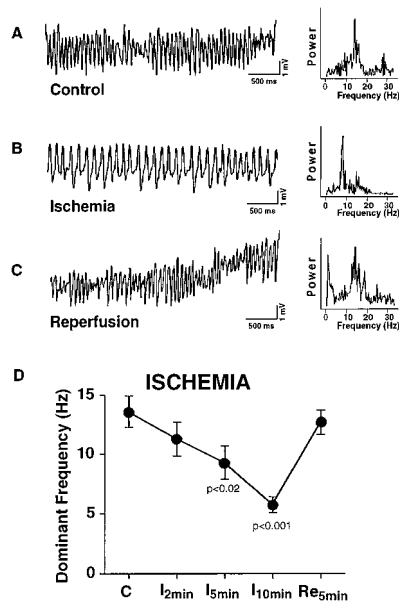 A
Control
500 ms
1 mV
Power
0 10 20 30
Frequency (Hz)
B
Ischemia
500 ms
1 mV
Power
0 10 20 30
Frequency (Hz)
C
Reperfusion
500 ms
1 mV
Power
0 10 20 30
Frequency (Hz)
D
ISCHEMIA
Dominant Frequency (Hz)
15
10
5
0
p<0.02
p<0.001
C I2min I5min I10min Re5min